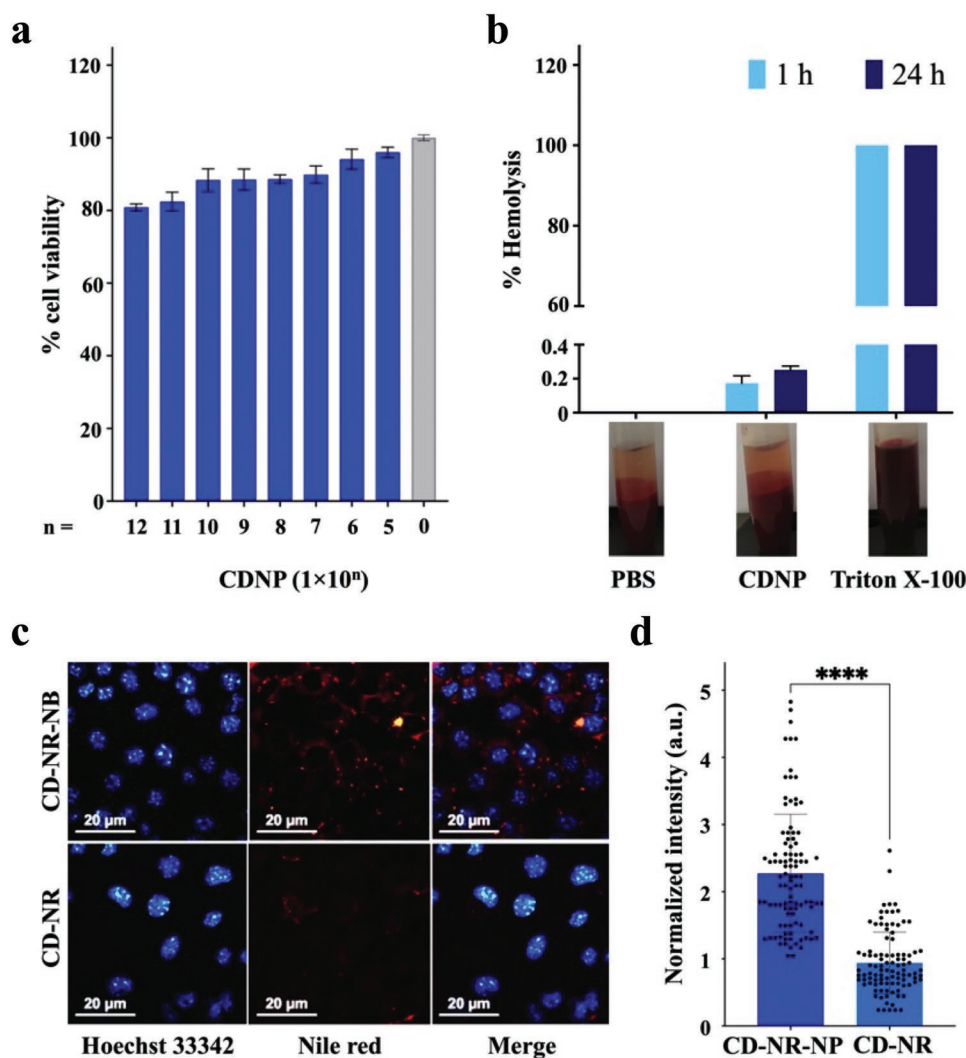 a
120
100
80
60
40
20
0
% cell viability
n = 12 11 10 9 8 7 6 5 0
CDNP (1×10ⁿ)
b
1 h 24 h
120
100
80
60
0.4
0.2
0
% Hemolysis
PBS CDNP Triton X-100
c
CD-NR-NB
20 µm 20 µm 20 µm
CD-NR
20 µm 20 µm 20 µm
Hoechst 33342 Nile red Merge
d
****
5
4
3
2
1
0
Normalized intensity (a.u.)
CD-NR-NP CD-NR